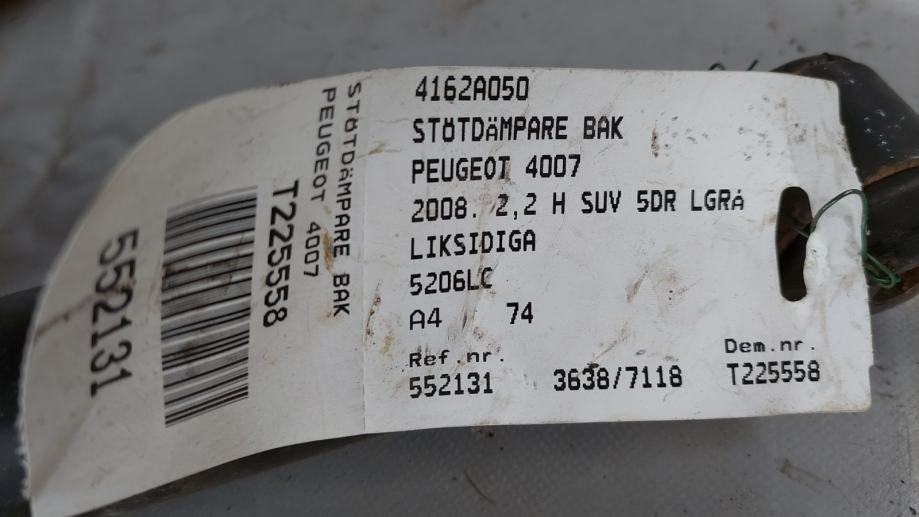 4162A050
STÖTDÄMPARE BAK
PEUGEOT 4007
2008. 2,2 H SUV 5DR LGRÅ
LIKSIDIGA
5206LC
A4 74
Ref.nr. Dem.nr.
552131 3638/7118 T225558
STÖTDÄMPARE BAK
PEUGEOT 4007
T225558
552131